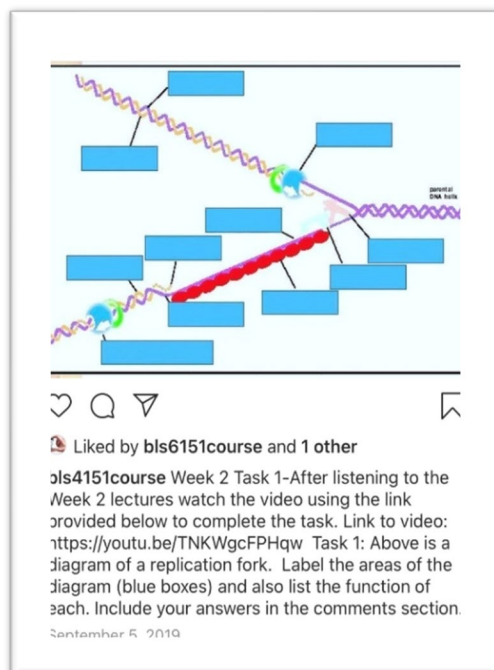 parental
DNA helix
Liked by bls6151course and 1 other
bls4151course Week 2 Task 1-After listening to the
Week 2 lectures watch the video using the link
provided below to complete the task. Link to video:
https://youtu.be/TNKWgcFPHqw Task 1: Above is a
diagram of a replication fork. Label the areas of the
diagram (blue boxes) and also list the function of
each. Include your answers in the comments section.
September 5, 2019